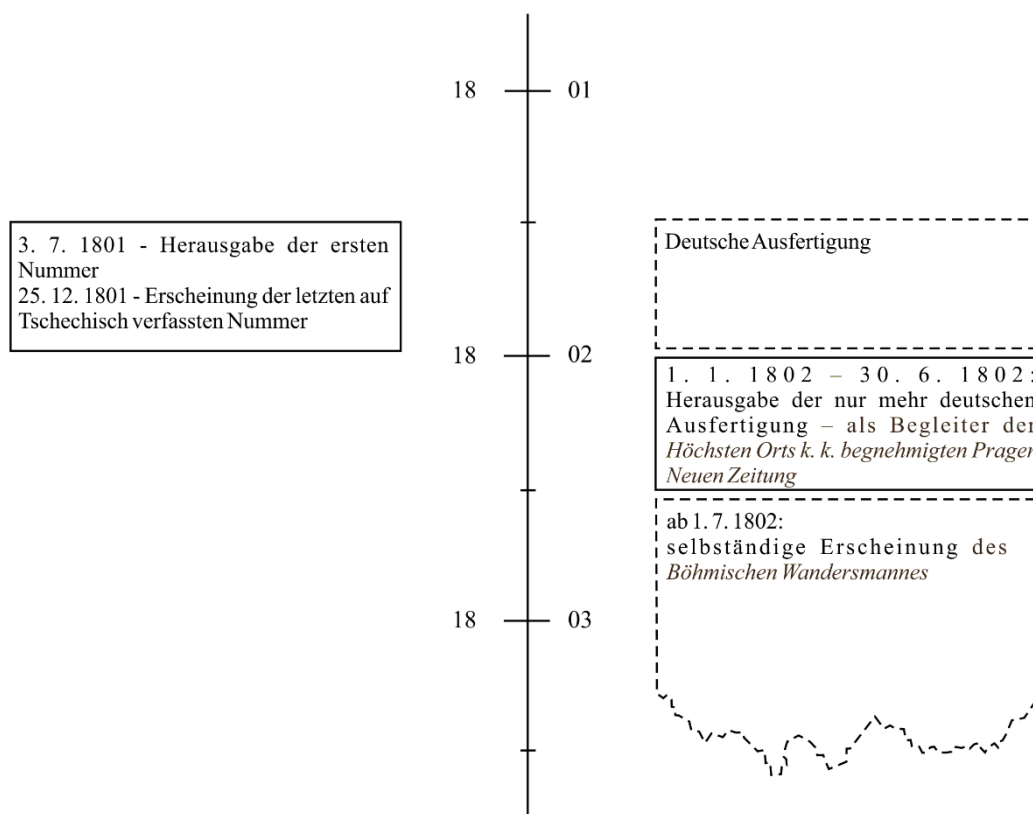 18 01
3. 7. 1801 - Herausgabe der ersten
Nummer
25. 12. 1801 - Erscheinung der letzten auf
Tschechisch verfassten Nummer
Deutsche Ausfertigung
18 02
1. 1. 1802 – 30. 6. 1802:
Herausgabe der nur mehr deutschen
Ausfertigung – als Begleiter der
Höchsten Orts k. k. begnehmigten Prager
Neuen Zeitung
ab 1. 7. 1802:
selbständige Erscheinung des
Böhmischen Wandersmannes
18 03